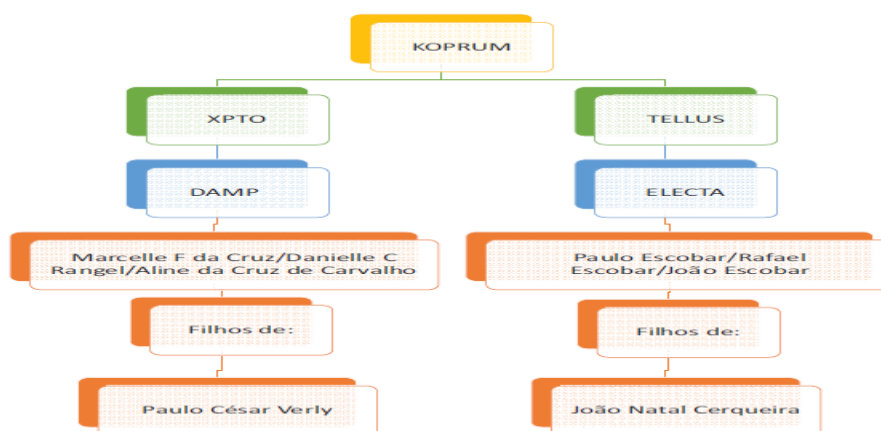 KOPRUM
XPTO
TELLUS
DAMP
ELECTA
Marcelle F da Cruz/Danielle C
Rangel/Aline da Cruz de Carvalho
Paulo Escobar/Rafael
Escobar/João Escobar
Filhos de:
Filhos de:
Paulo César Verly
João Natal Cerqueira